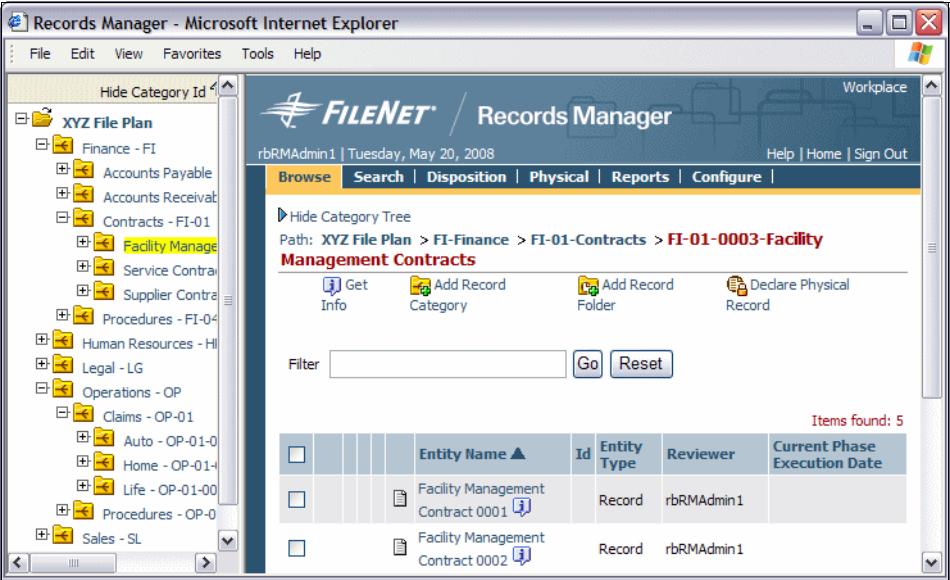 Records Manager - Microsoft Internet Explorer
File Edit View Favorites Tools Help
Hide Category Id
XYZ File Plan
Finance - FI
Accounts Payable
Accounts Receivab
Contracts - FI-01
Facility Manage
Service Contra
Supplier Contra
Procedures - FI-04
Human Resources - H
Legal - LG
Operations - OP
Claims - OP-01
Auto - OP-01-0
Home - OP-01-
Life - OP-01-00
Procedures - OP-0
Sales - SL
Workplace
FILENET Records Manager
rbRMAdmin1 | Tuesday, May 20, 2008 Help | Home | Sign Out
Browse Search | Disposition | Physical | Reports | Configure |
Hide Category Tree
Path: XYZ File Plan > FI-Finance > FI-01-Contracts > FI-01-0003-Facility
Management Contracts
Get Info
Add Record Category
Add Record Folder
Declare Physical Record
Filter Go Reset
Items found: 5
Entity Name Id Entity Type Reviewer Current Phase Execution Date
Facility Management
Contract 0001 Record rbRMAdmin1
Facility Management
Contract 0002 Record rbRMAdmin1